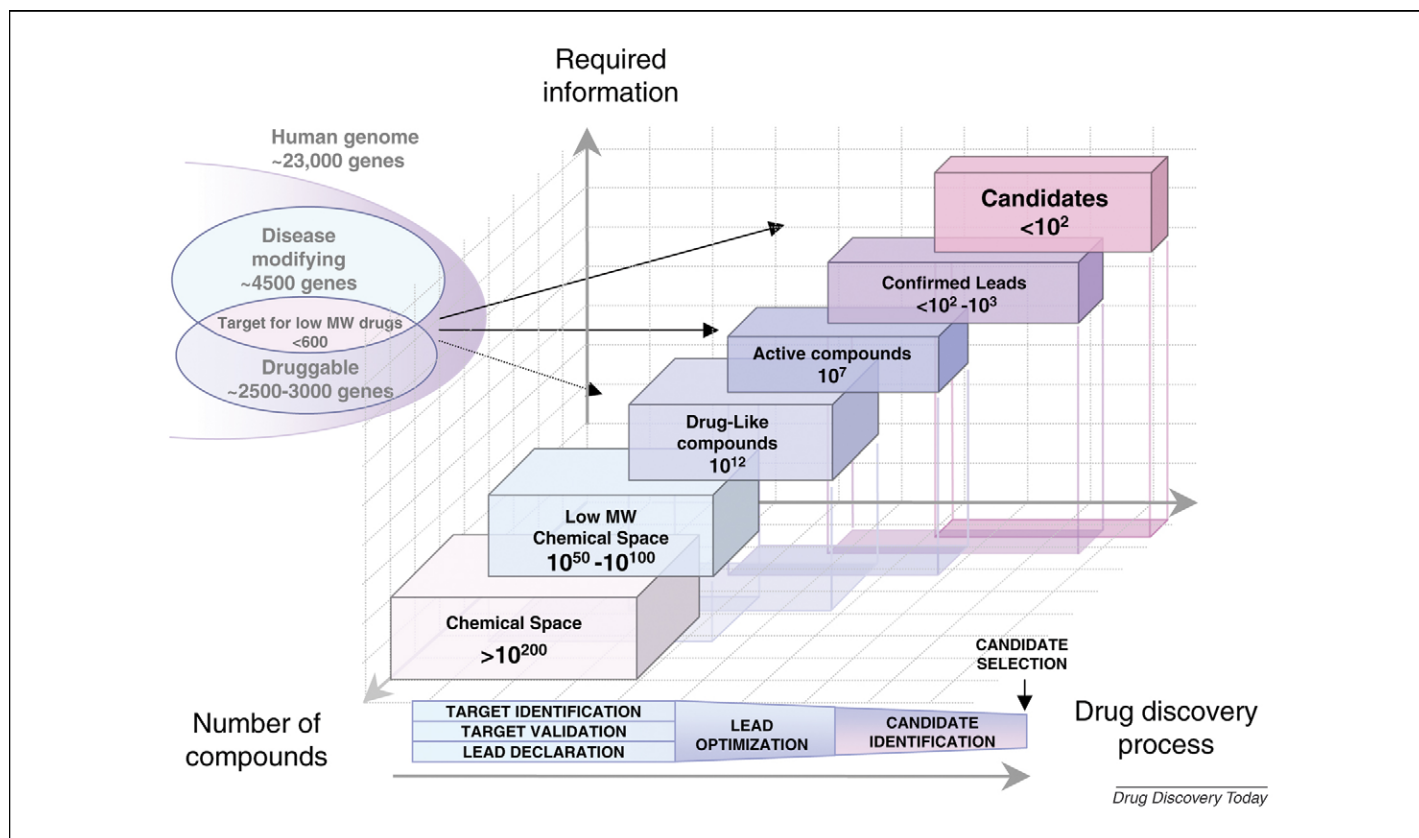 Required
information
Human genome
~23,000 genes
Disease
modifying
~4500 genes
Target for low MW drugs
<600
Druggable
~2500-3000 genes
Candidates
<10²
Confirmed Leads
<10²-10³
Active compounds
10⁷
Drug-Like
compounds
10¹²
Low MW
Chemical Space
10⁵⁰-10¹⁰⁰
Chemical Space
>10²⁰⁰
CANDIDATE
SELECTION
Number of
compounds
TARGET IDENTIFICATION
TARGET VALIDATION
LEAD DECLARATION
LEAD
OPTIMIZATION
CANDIDATE
IDENTIFICATION
Drug discovery
process
Drug Discovery Today